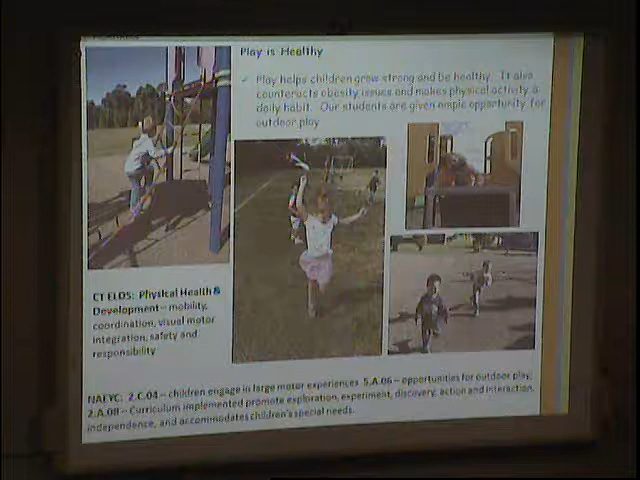 Play is Healthy
✓ Play helps children grow strong and be healthy. It also
counteracts obesity issues and makes physical activity a
daily habit. Our students are given ample opportunity for
outdoor play
CT ELDS: Physical Health &
Development – mobility,
coordination, visual motor
integration, safety and
responsibility
NAEYC: 2.C.04 – children engage in large motor experiences 5.A.06 – opportunities for outdoor play;
2.A.08 – Curriculum implemented promote exploration, experiment, discovery, action and interaction,
independence, and accommodates children's special needs.